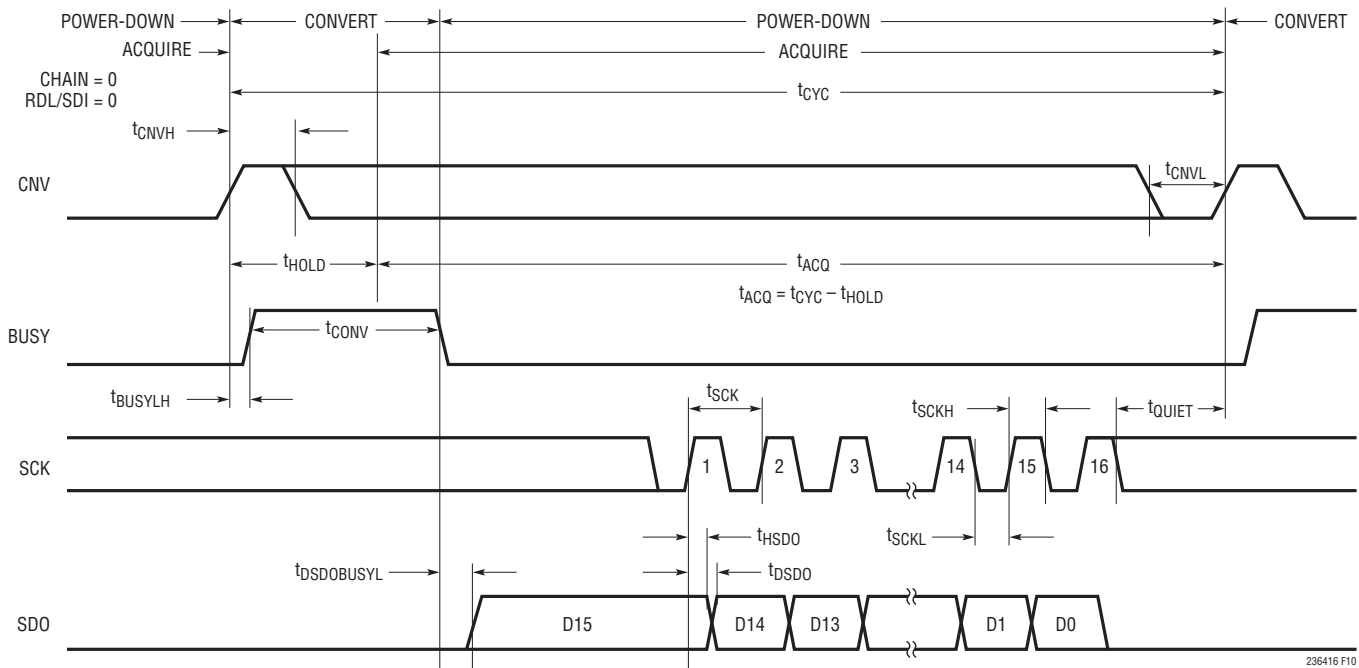 POWER-DOWN CONVERT POWER-DOWN CONVERT
ACQUIRE ACQUIRE
CHAIN = 0
RDL/SDI = 0
tCYC
tCNVH
CNV
tCNVL
tHOLD tACQ
tACQ = tCYC – tHOLD
BUSY
tCONV
tBUSYLH
tSCK
tSCKH
tQUIET
SCK 1 2 3 14 15 16
tHSDO
tSCKL
tDSDOBUSYL
tDSDO
SDO D15 D14 D13 D1 D0
236416 F10